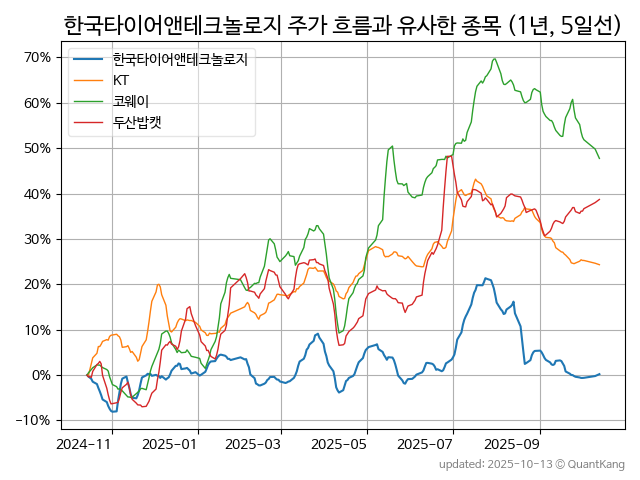 한국타이어앤테크놀로지 주가 흐름과 유사한 종목 (1년, 5일선)
한국타이어앤테크놀로지
KT
코웨이
두산밥캣
70%
60%
50%
40%
30%
20%
10%
0%
−10%
2024-11 2025-01 2025-03 2025-05 2025-07 2025-09
updated: 2025-10-13 © QuantKang